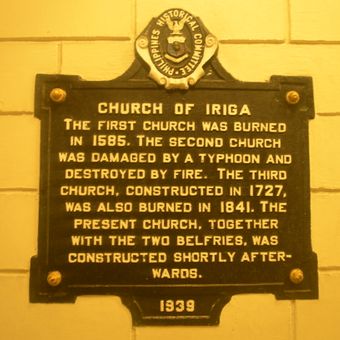 PHILIPPINES HISTORICAL COMMITTEE
CHURCH OF IRIGA
THE FIRST CHURCH WAS BURNED
IN 1585. THE SECOND CHURCH
WAS DAMAGED BY A TYPHOON AND
DESTROYED BY FIRE. THE THIRD
CHURCH, CONSTRUCTED IN 1727,
WAS ALSO BURNED IN 1841. THE
PRESENT CHURCH, TOGETHER
WITH THE TWO BELFRIES, WAS
CONSTRUCTED SHORTLY AFTER-
WARDS.
1939